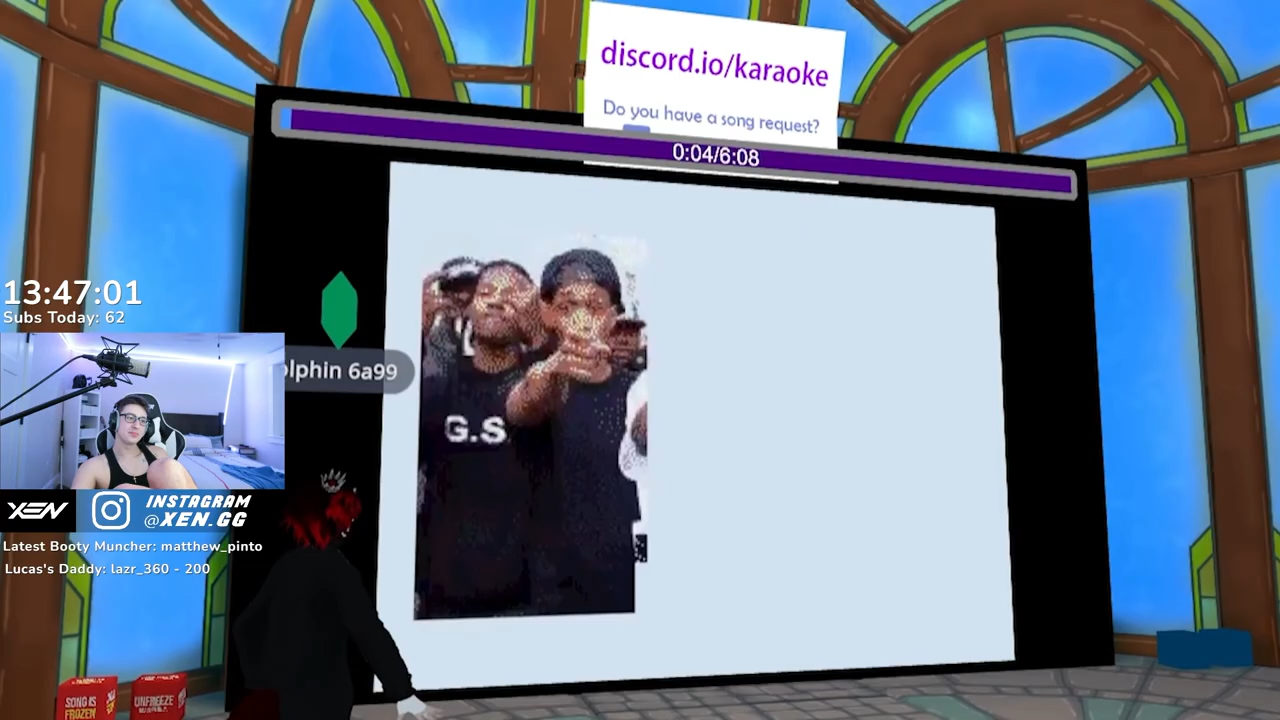 discord.io/karaoke
Do you have a song request?
0:04/6:08
13:47:01
Subs Today: 62
olphin 6a99
G.S
XEN
INSTAGRAM
@XEN.GG
Latest Booty Muncher: matthew_pinto
Lucas's Daddy: lazr_360 - 200
SONG IS
FROZEN
UNFREEZE